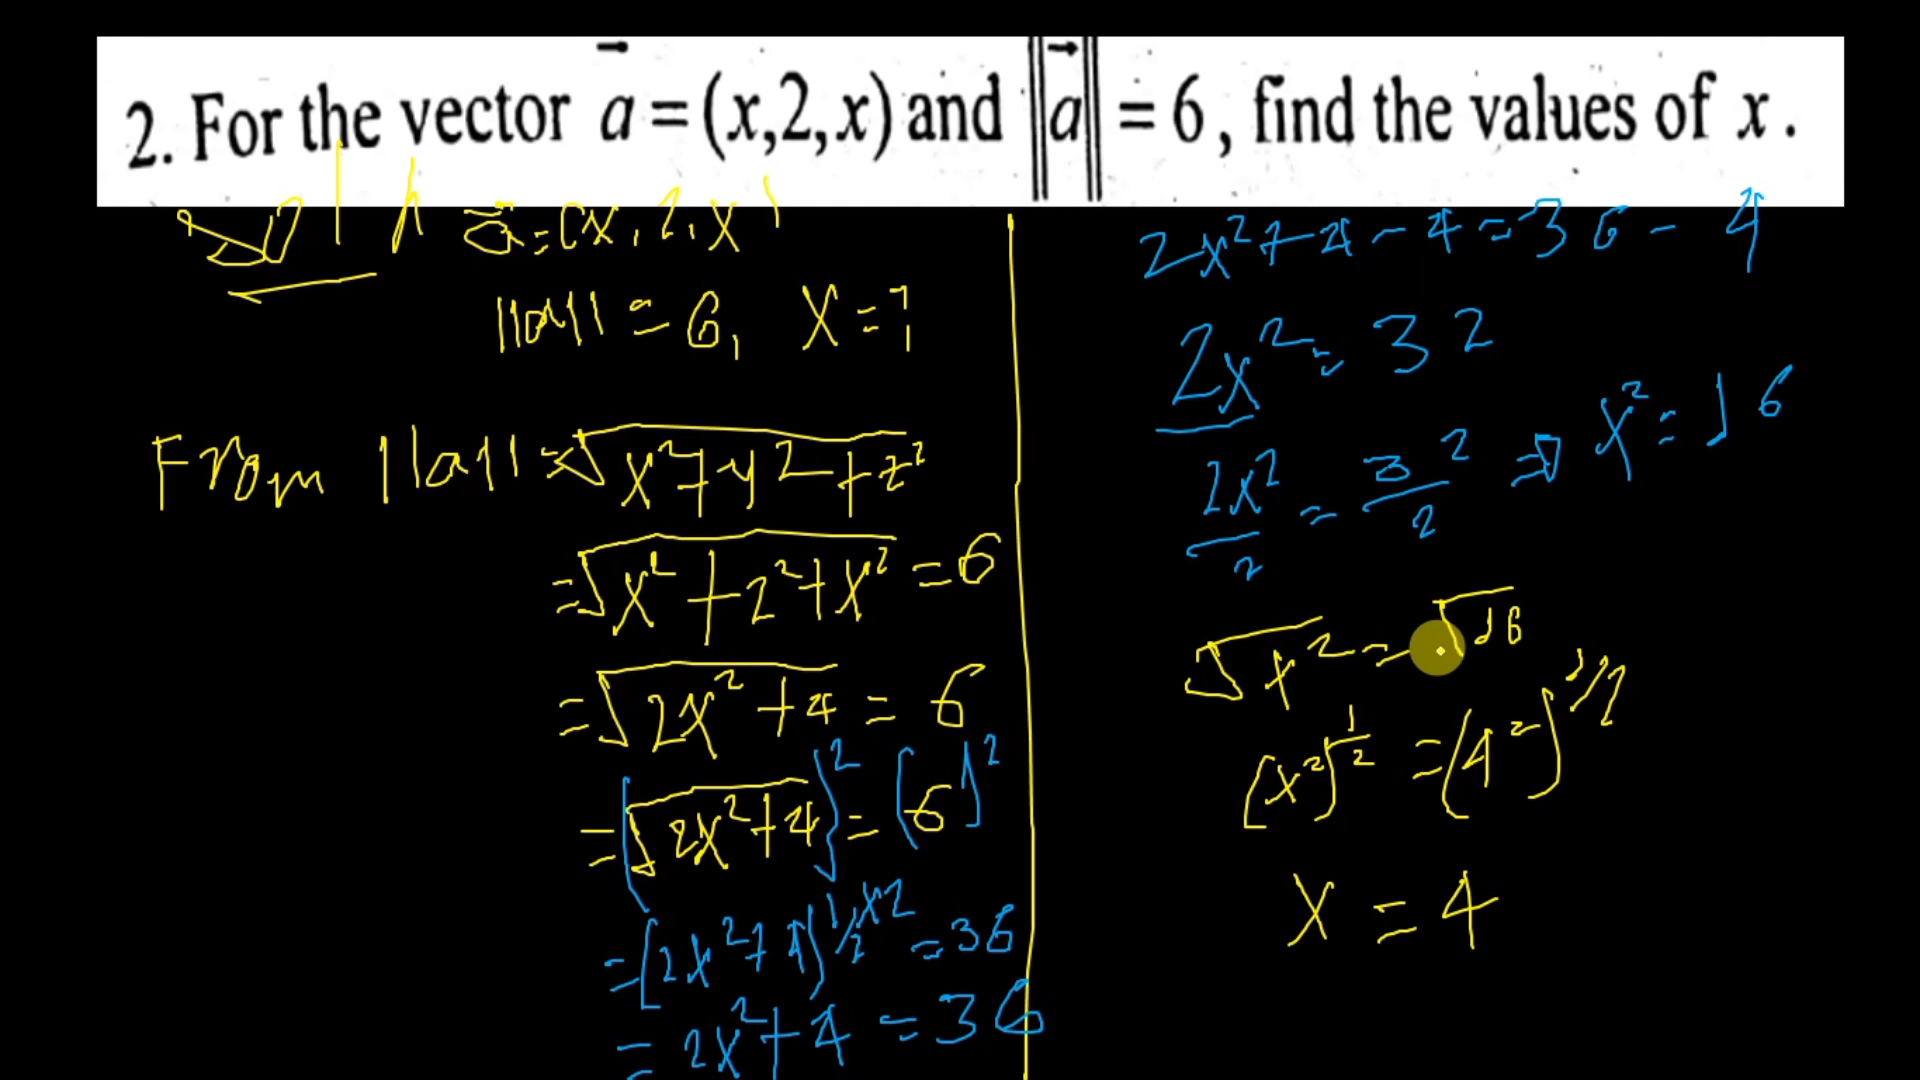 2. For the vector a⃗ = (x,2,x) and ‖a⃗‖ = 6, find the values of x.
Soln a⃗ = (x, 2, x)
||a|| = 6, x = ?
From ||a|| = √(x² + y² + z²)
= √(x² + 2² + x²) = 6
= √(2x² + 4) = 6
= (√(2x² + 4))² = (6)²
= (2x² + 4)^(1/2 × 2) = 36
= 2x² + 4 = 36
2x² + 4 - 4 = 36 - 4
2x² = 32
2x²/2 = 32/2 ⇒ x² = 16
√x² = √16
(x²)^(1/2) = (4²)^(1/2)
x = 4